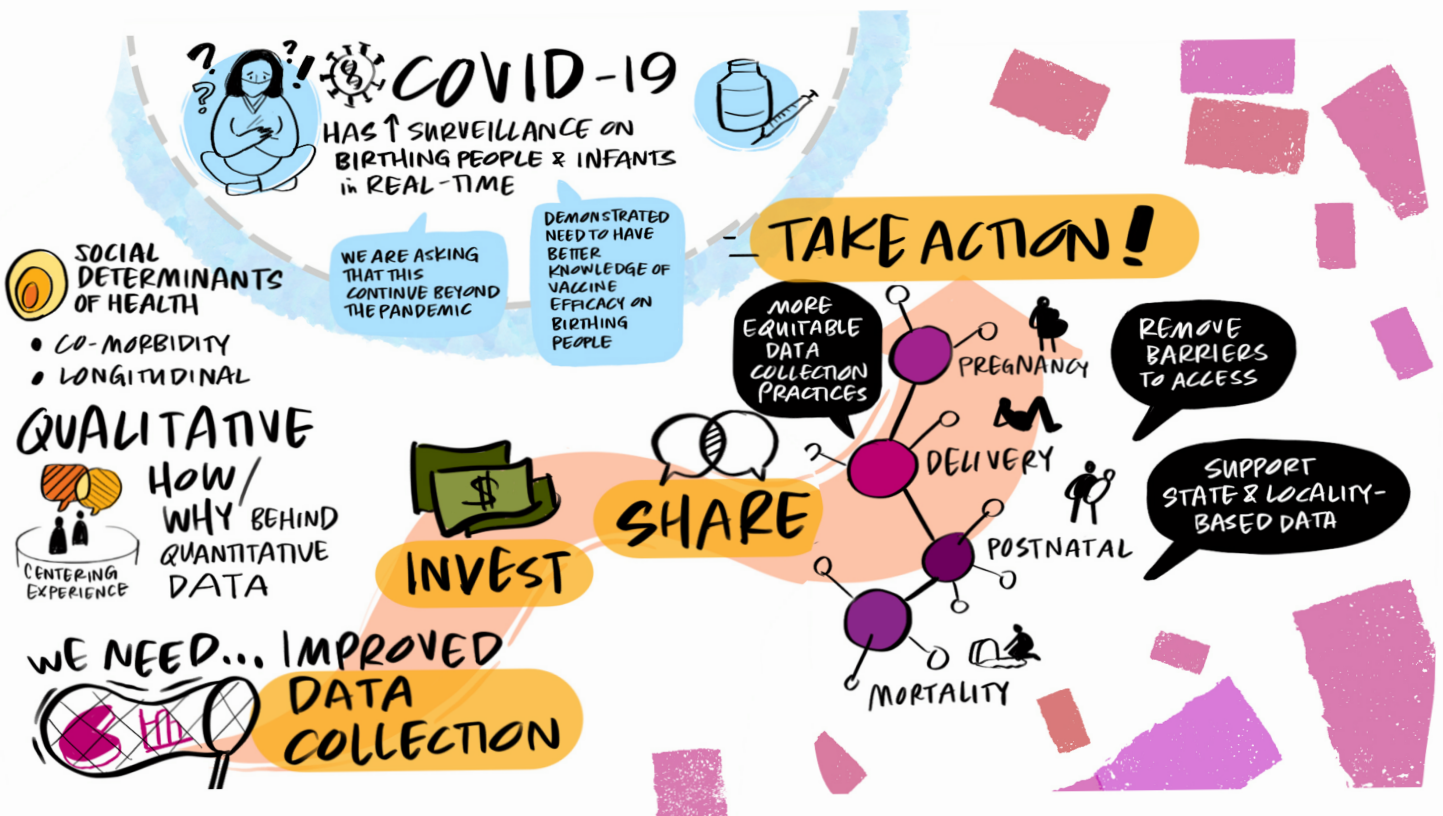 ???!
COVID-19
HAS ↑ SURVEILLANCE ON
BIRTHING PEOPLE & INFANTS
in REAL-TIME
WE ARE ASKING
THAT THIS
CONTINUE BEYOND
THE PANDEMIC
DEMONSTRATED
NEED TO HAVE
BETTER
KNOWLEDGE OF
VACCINE
EFFICACY ON
BIRTHING
PEOPLE
= TAKE ACTION!
SOCIAL
DETERMINANTS
OF HEALTH
• CO-MORBIDITY
• LONGITUDINAL
QUALITATIVE
HOW/
WHY BEHIND
QUANTITATIVE
DATA
CENTERING
EXPERIENCE
WE NEED... IMPROVED
DATA
COLLECTION
$
INVEST
SHARE
MORE
EQUITABLE
DATA
COLLECTION
PRACTICES
PREGNANCY
DELIVERY
POSTNATAL
MORTALITY
REMOVE
BARRIERS
TO ACCESS
SUPPORT
STATE & LOCALITY-
BASED DATA